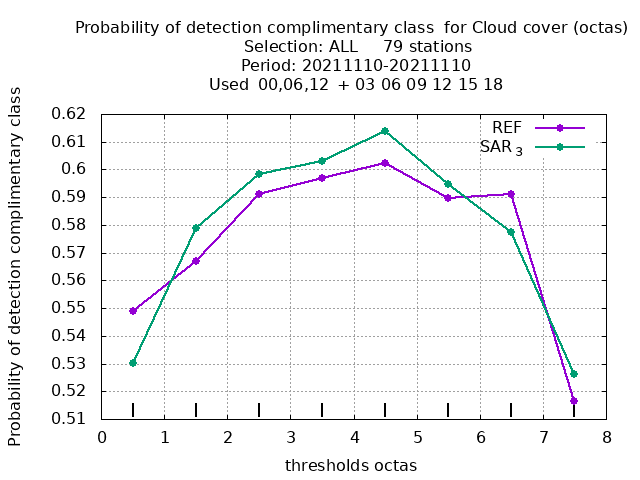 Probability of detection complimentary class  for Cloud cover (octas)
Selection: ALL     79 stations
Period: 20211110-20211110
Used  00,06,12  + 03 06 09 12 15 18
Probability of detection complimentary class
0.62
0.61
0.6
0.59
0.58
0.57
0.56
0.55
0.54
0.53
0.52
0.51
REF
SAR 3
0 1 2 3 4 5 6 7 8
thresholds octas